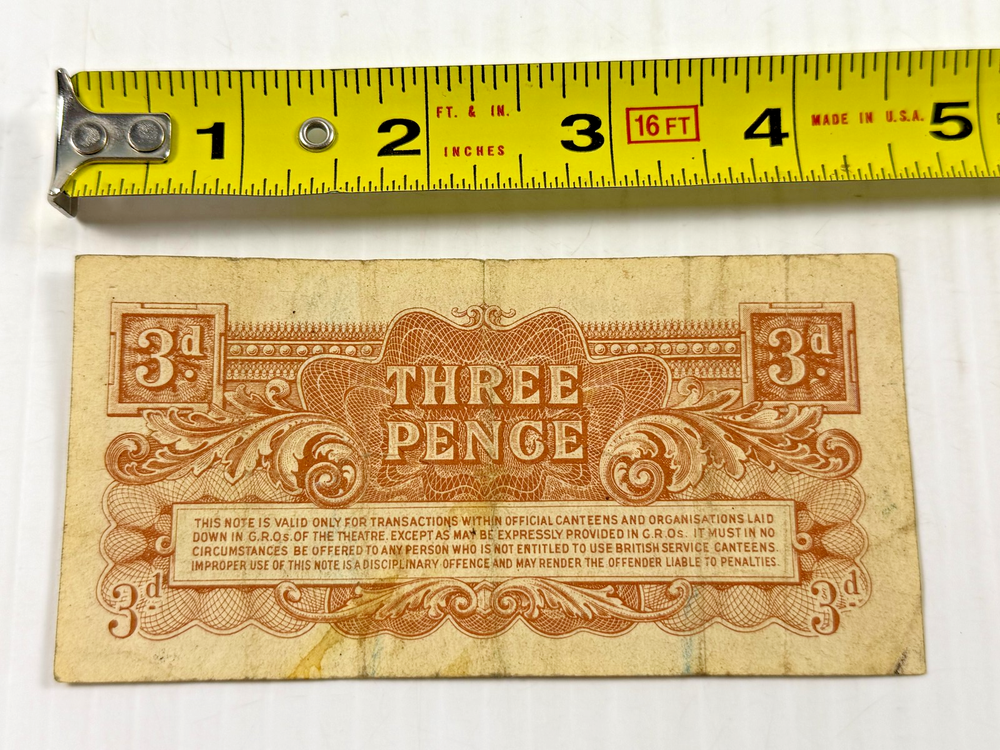 1 2 3 4 5
FT. & IN.
INCHES
16 FT
MADE IN U.S.A.
3d 3d
THREE
PENCE
THIS NOTE IS VALID ONLY FOR TRANSACTIONS WITHIN OFFICIAL CANTEENS AND ORGANISATIONS LAID
DOWN IN G.R.Os. OF THE THEATRE. EXCEPT AS MAY BE EXPRESSLY PROVIDED IN G.R.Os. IT MUST IN NO
CIRCUMSTANCES BE OFFERED TO ANY PERSON WHO IS NOT ENTITLED TO USE BRITISH SERVICE CANTEENS.
IMPROPER USE OF THIS NOTE IS A DISCIPLINARY OFFENCE AND MAY RENDER THE OFFENDER LIABLE TO PENALTIES.
3d 3d